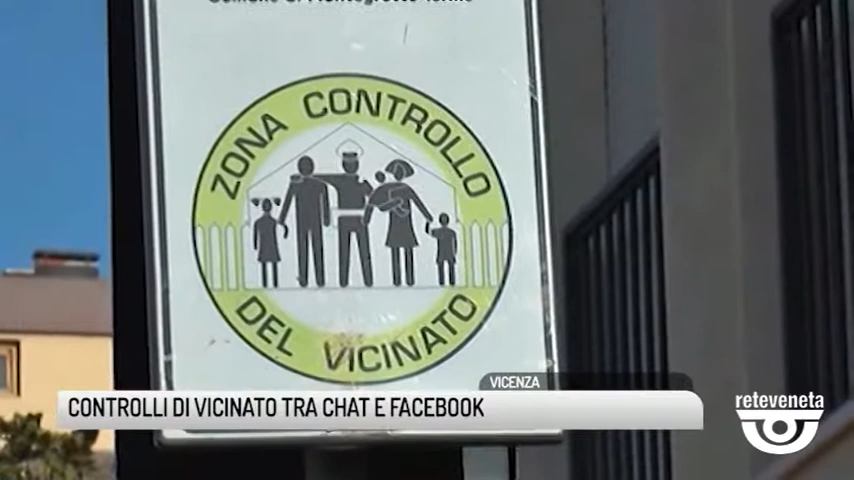 ZONA CONTROLLO
DEL VICINATO
VICENZA
CONTROLLI DI VICINATO TRA CHAT E FACEBOOK
reteveneta